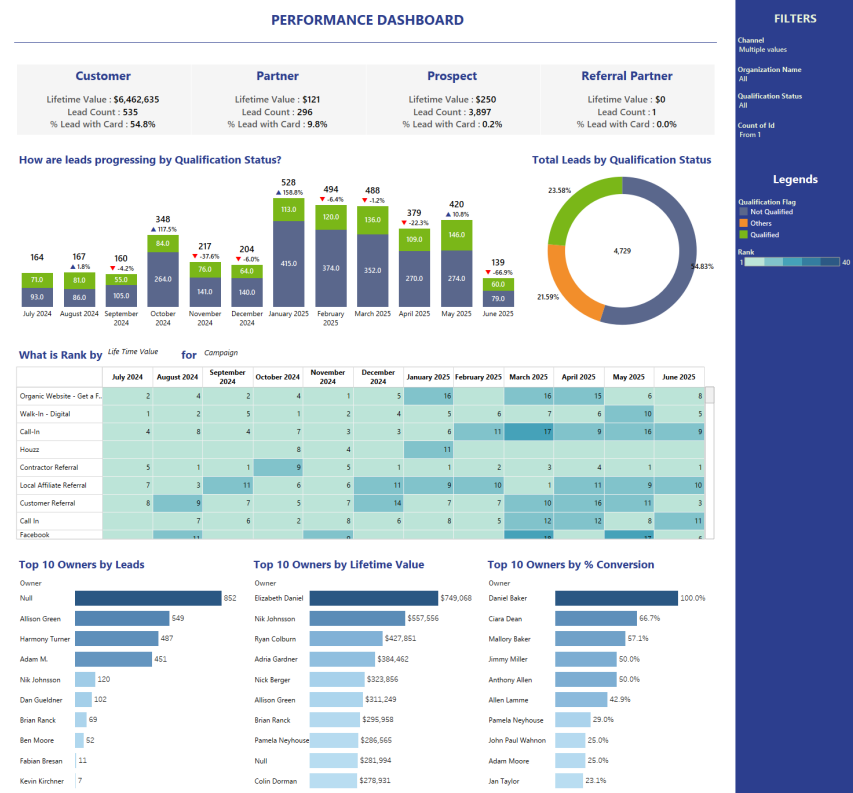 PERFORMANCE DASHBOARD
Customer
Lifetime Value : $6,462,635
Lead Count : 535
% Lead with Card : 54.8%
Partner
Lifetime Value : $121
Lead Count : 296
% Lead with Card : 9.8%
Prospect
Lifetime Value : $250
Lead Count : 3,897
% Lead with Card : 0.2%
Referral Partner
Lifetime Value : $0
Lead Count : 1
% Lead with Card : 0.0%
How are leads progressing by Qualification Status?
164
71.0
93.0
July 2024
167
▲ 1.8%
81.0
86.0
August 2024
160
▼ -4.2%
55.0
105.0
September
2024
348
▲ 117.5%
84.0
264.0
October
2024
217
▼ -37.6%
76.0
141.0
November
2024
204
▼ -6.0%
64.0
140.0
December
2024
528
▲ 158.8%
113.0
415.0
January 2025
494
▼ -6.4%
120.0
374.0
February
2025
488
▼ -1.2%
136.0
352.0
March 2025
379
▼ -22.3%
109.0
270.0
April 2025
420
▲ 10.8%
146.0
274.0
May 2025
139
▼ -66.9%
60.0
79.0
June 2025
Total Leads by Qualification Status
23.58%
4,729
54.83%
21.59%
What is Rank by Life Time Value for Campaign
July 2024 August 2024 September 2024 October 2024 November 2024 December 2024 January 2025 February 2025 March 2025 April 2025 May 2025 June 2025
Organic Website - Get a F.. 2 4 2 4 1 5 16 16 15 6 8
Walk-In - Digital 1 2 5 1 2 4 5 6 7 6 10 5
Call-In 4 8 4 7 3 3 6 11 17 9 16 9
Houzz 8 4 11
Contractor Referral 5 1 1 9 5 1 1 2 3 4 1 1
Local Affiliate Referral 7 3 11 6 6 11 9 10 1 11 9 10
Customer Referral 8 9 7 5 7 14 7 7 10 16 11 3
Call In 7 6 2 8 6 8 5 12 12 8 11
Facebook
Top 10 Owners by Leads
Owner
Null 852
Allison Green 549
Harmony Turner 487
Adam M. 451
Nik Johnsson 120
Dan Gueldner 102
Brian Ranck 69
Ben Moore 52
Fabian Bresan 11
Kevin Kirchner 7
Top 10 Owners by Lifetime Value
Owner
Elizabeth Daniel $749,068
Nik Johnsson $557,556
Ryan Colburn $427,851
Adria Gardner $384,462
Nick Berger $323,856
Allison Green $311,249
Brian Ranck $295,958
Pamela Neyhouse $286,565
Null $281,994
Colin Dorman $278,931
Top 10 Owners by % Conversion
Owner
Daniel Baker 100.0%
Ciara Dean 66.7%
Mallory Baker 57.1%
Jimmy Miller 50.0%
Anthony Allen 50.0%
Allen Lamme 42.9%
Pamela Neyhouse 29.0%
John Paul Wahnon 25.0%
Adam Moore 25.0%
Jan Taylor 23.1%
FILTERS
Channel
Multiple values
Organization Name
All
Qualification Status
All
Count of Id
From 1
Legends
Qualification Flag
Not Qualified
Others
Qualified
Rank
1 40